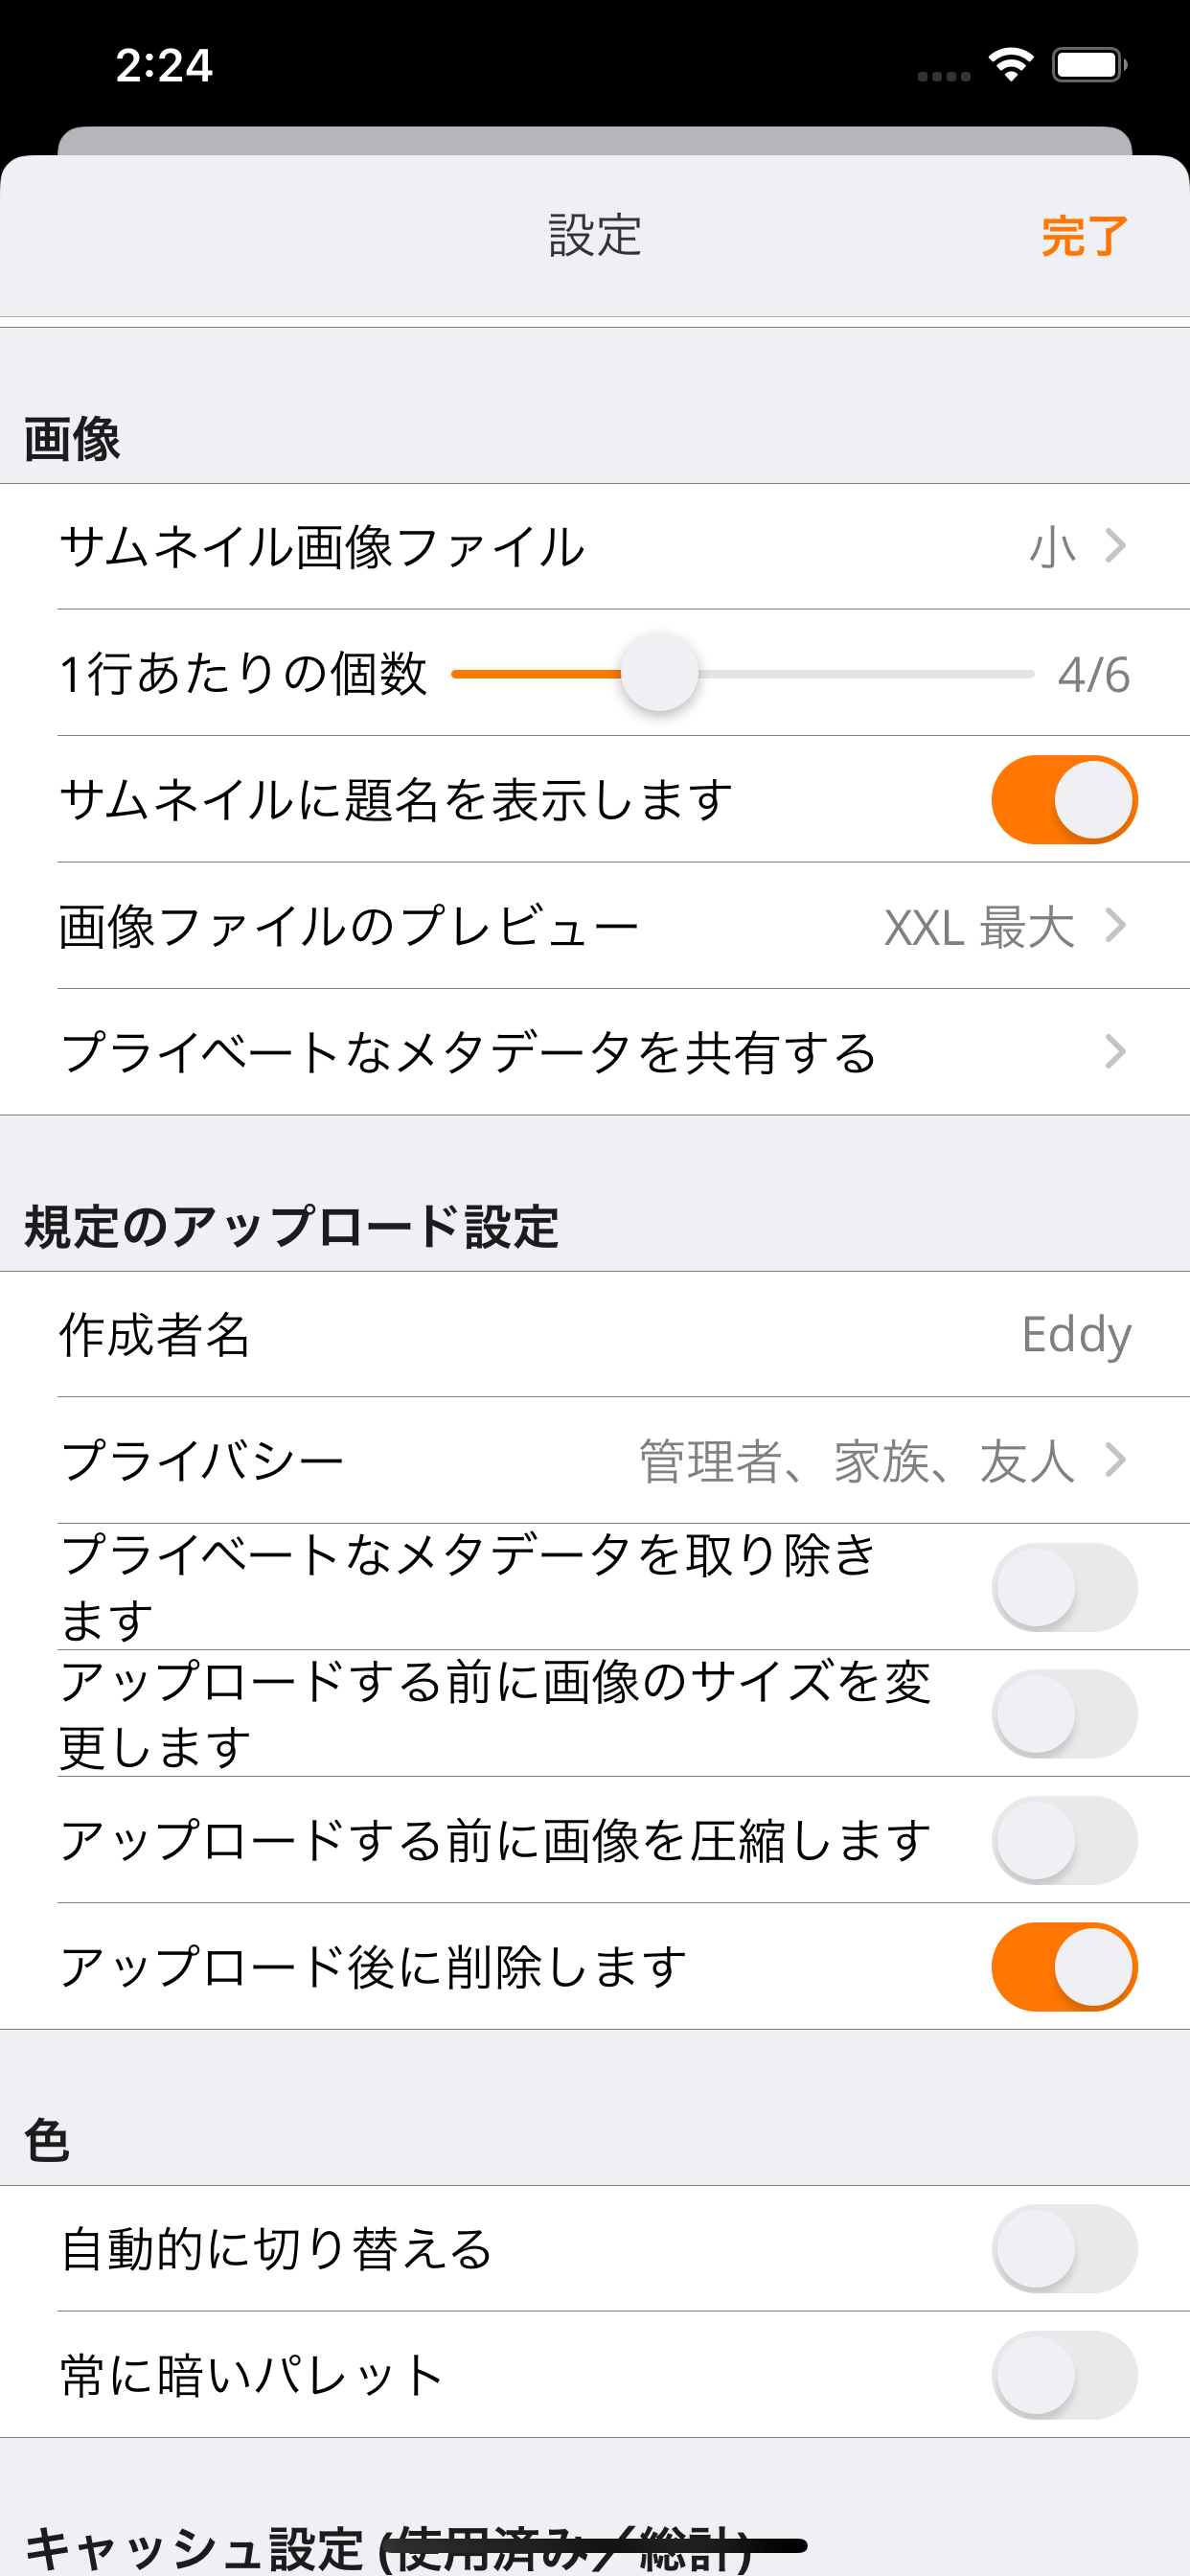 2:24
設定
完了
画像
サムネイル画像ファイル 小
1行あたりの個数 4/6
サムネイルに題名を表示します
画像ファイルのプレビュー XXL 最大
プライベートなメタデータを共有する
規定のアップロード設定
作成者名 Eddy
プライバシー 管理者、家族、友人
プライベートなメタデータを取り除き
ます
アップロードする前に画像のサイズを変
更します
アップロードする前に画像を圧縮します
アップロード後に削除します
色
自動的に切り替える
常に暗いパレット
キャッシュ設定 (使用済み／総計)